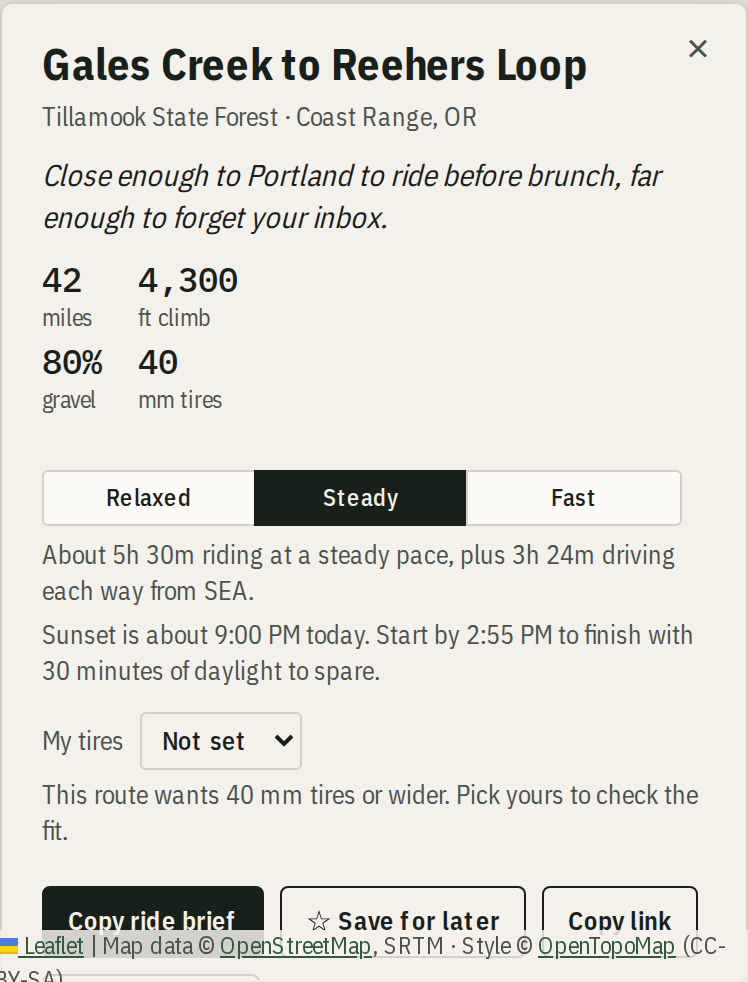 Gales Creek to Reehers Loop
✕
Tillamook State Forest · Coast Range, OR
Close enough to Portland to ride before brunch, far
enough to forget your inbox.
42 4,300
miles ft climb
80% 40
gravel mm tires
Relaxed Steady Fast
About 5h 30m riding at a steady pace, plus 3h 24m driving
each way from SEA.
Sunset is about 9:00 PM today. Start by 2:55 PM to finish with
30 minutes of daylight to spare.
My tires Not set
This route wants 40 mm tires or wider. Pick yours to check the
fit.
Copy ride brief ☆ Save for later Copy link
Leaflet | Map data © OpenStreetMap, SRTM · Style © OpenTopoMap (CC-
BY-SA)